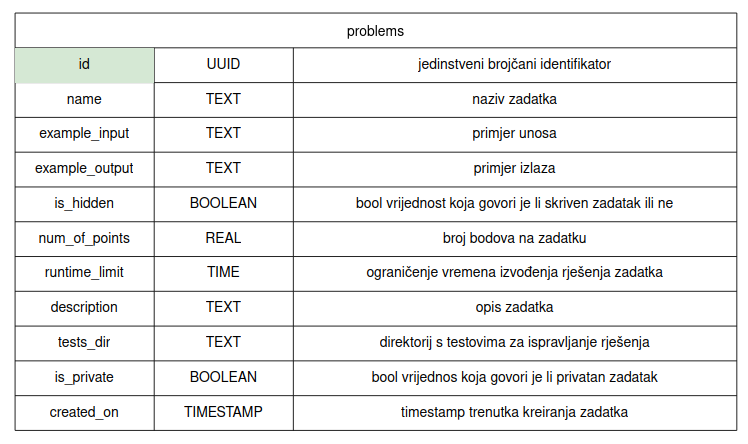 problems
id UUID jedinstveni brojčani identifikator
name TEXT naziv zadatka
example_input TEXT primjer unosa
example_output TEXT primjer izlaza
is_hidden BOOLEAN bool vrijednost koja govori je li skriven zadatak ili ne
num_of_points REAL broj bodova na zadatku
runtime_limit TIME ograničenje vremena izvođenja rješenja zadatka
description TEXT opis zadatka
tests_dir TEXT direktorij s testovima za ispravljanje rješenja
is_private BOOLEAN bool vrijednos koja govori je li privatan zadatak
created_on TIMESTAMP timestamp trenutka kreiranja zadatka